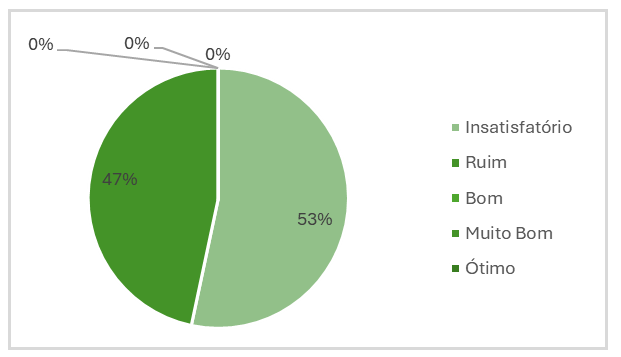 0%
0%
0%
47%
53%
Insatisfatório
Ruim
Bom
Muito Bom
Ótimo